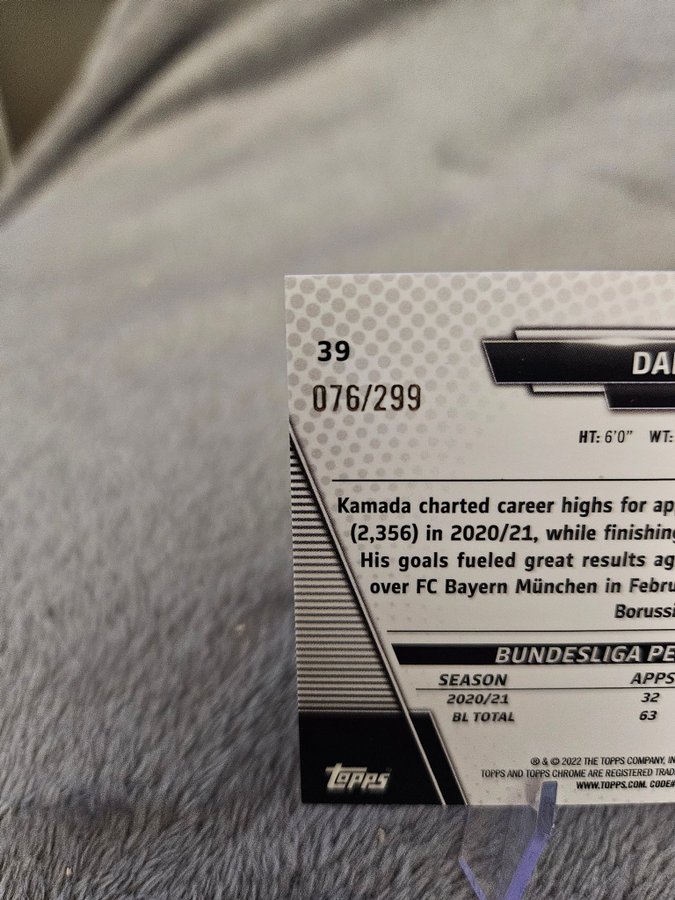 39
076/299
DA
HT: 6'0" WT:
Kamada charted career highs for ap
(2,356) in 2020/21, while finishing
His goals fueled great results ag
over FC Bayern München in Febru
Borussi
BUNDESLIGA PE
SEASON APPS
2020/21 32
BL TOTAL 63
® & © 2022 THE TOPPS COMPANY, IN
TOPPS AND TOPPS CHROME ARE REGISTERED TRAD
WWW.TOPPS.COM. CODE#
topps